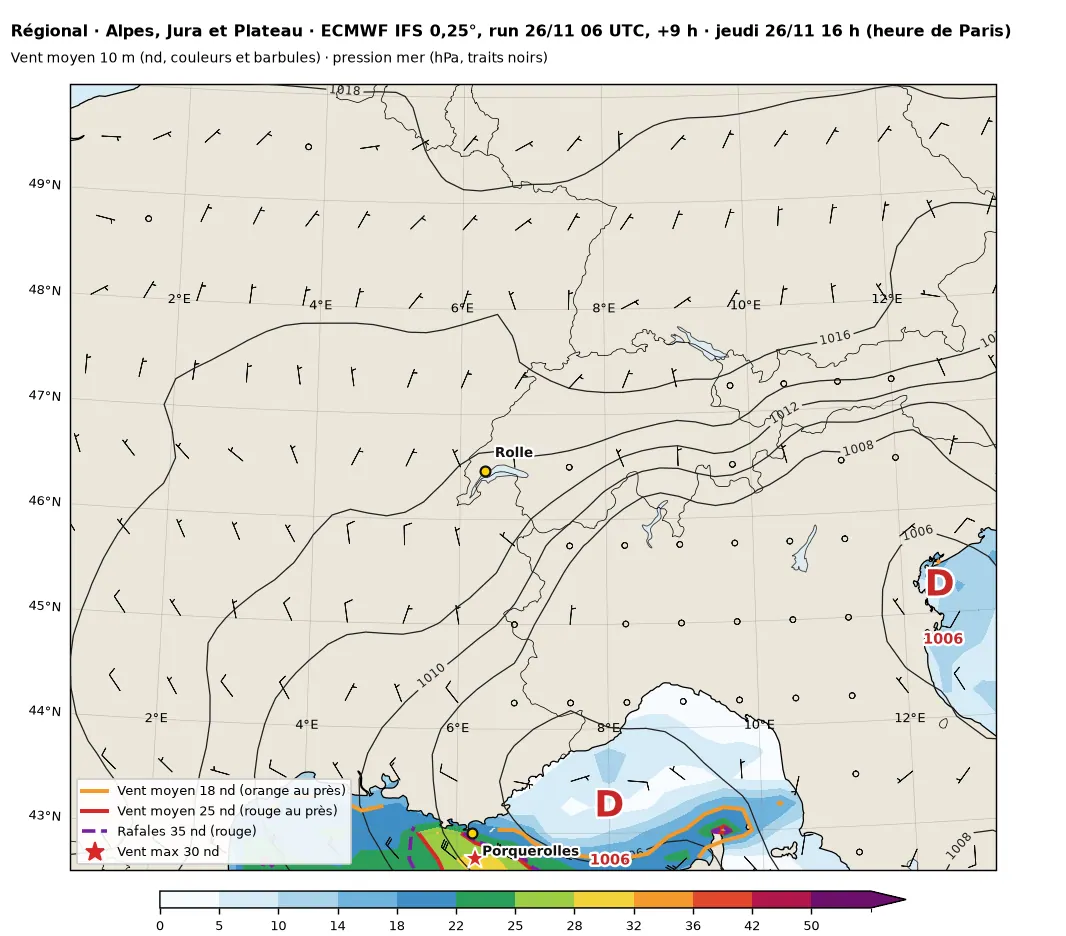 Régional · Alpes, Jura et Plateau · ECMWF IFS 0,25°, run 26/11 06 UTC, +9 h · jeudi 26/11 16 h (heure de Paris)
Vent moyen 10 m (nd, couleurs et barbules) · pression mer (hPa, traits noirs)
1018
49°N
48°N
2°E
4°E
6°E
8°E
10°E
12°E
1016
47°N
1012
1008
Rolle
46°N
1006
D
1006
45°N
1010
44°N
2°E
4°E
6°E
8°E
10°E
12°E
43°N
D
1006
1008
Porquerolles
Vent moyen 18 nd (orange au près)
Vent moyen 25 nd (rouge au près)
Rafales 35 nd (rouge)
Vent max 30 nd
0 5 10 14 18 22 25 28 32 36 42 50